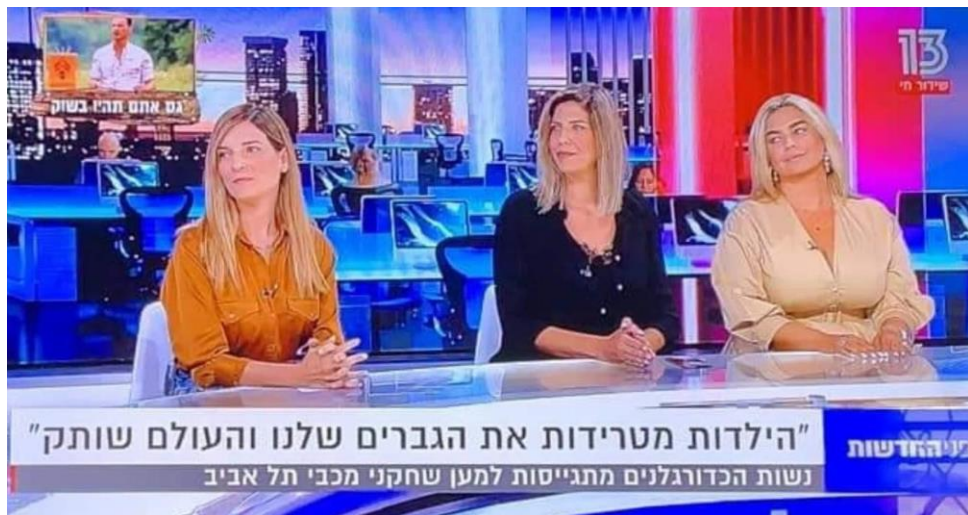 גם אתם תהיו בשוק
13
שידור חי
"הילדות מטרידות את הגברים שלנו והעולם שותק"
נשות הכדורגלנים מתגייסות למען שחקני מכבי תל אביב
החדשות